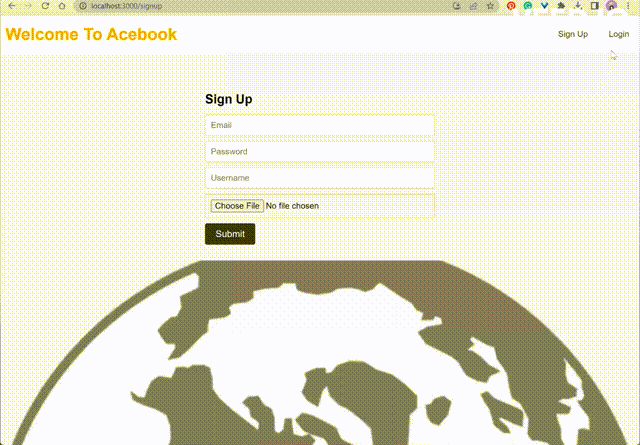 localhost:3000/signup
Welcome To Acebook
Sign Up
Login
Sign Up
Email
Password
Username
Choose File No file chosen
Submit